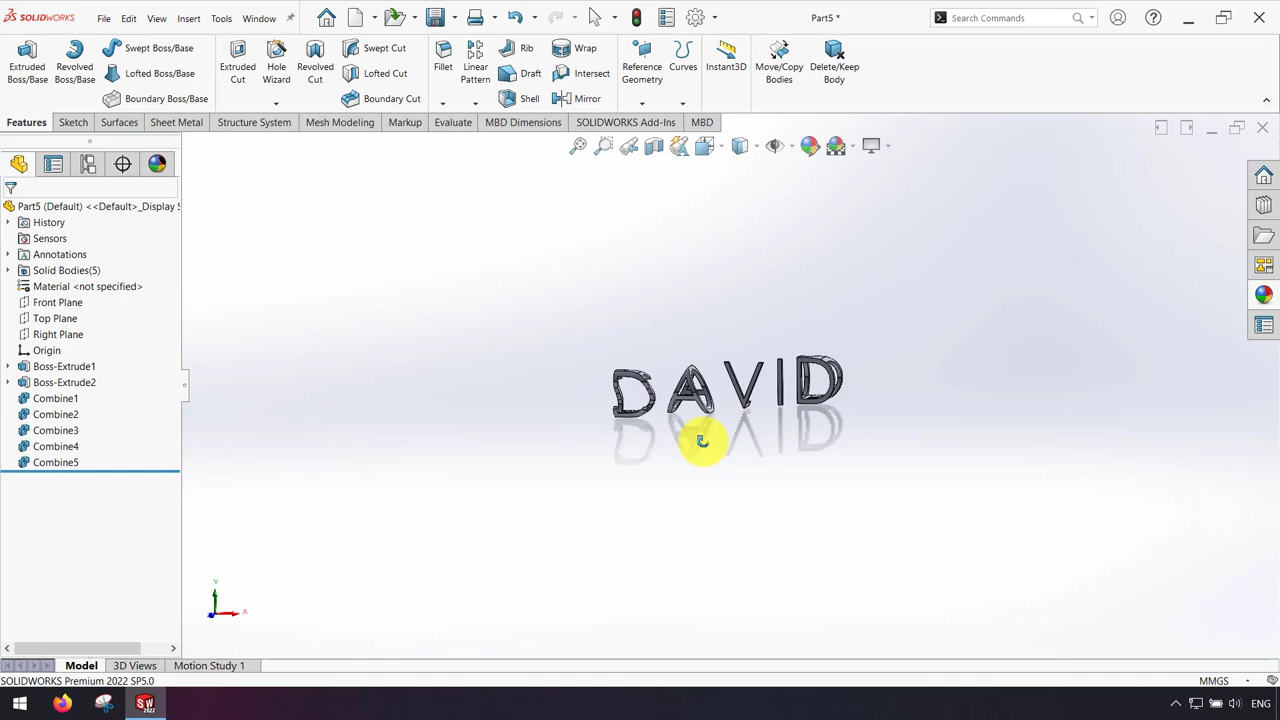 SOLIDWORKS File Edit View Insert Tools Window Part5 * Search Commands
Extruded Boss/Base Revolved Boss/Base Swept Boss/Base Lofted Boss/Base Boundary Boss/Base Extruded Cut Hole Wizard Revolved Cut Swept Cut Lofted Cut Boundary Cut Fillet Linear Pattern Rib Draft Shell Wrap Intersect Mirror Reference Geometry Curves Instant3D Move/Copy Bodies Delete/Keep Body
Features Sketch Surfaces Sheet Metal Structure System Mesh Modeling Markup Evaluate MBD Dimensions SOLIDWORKS Add-Ins MBD
Part5 (Default) <<Default>_Display S
History
Sensors
Annotations
Solid Bodies(5)
Material <not specified>
Front Plane
Top Plane
Right Plane
Origin
Boss-Extrude1
Boss-Extrude2
Combine1
Combine2
Combine3
Combine4
Combine5
DAVID
Y
X
Model 3D Views Motion Study 1
SOLIDWORKS Premium 2022 SP5.0 MMGS
SW 2022 ENG